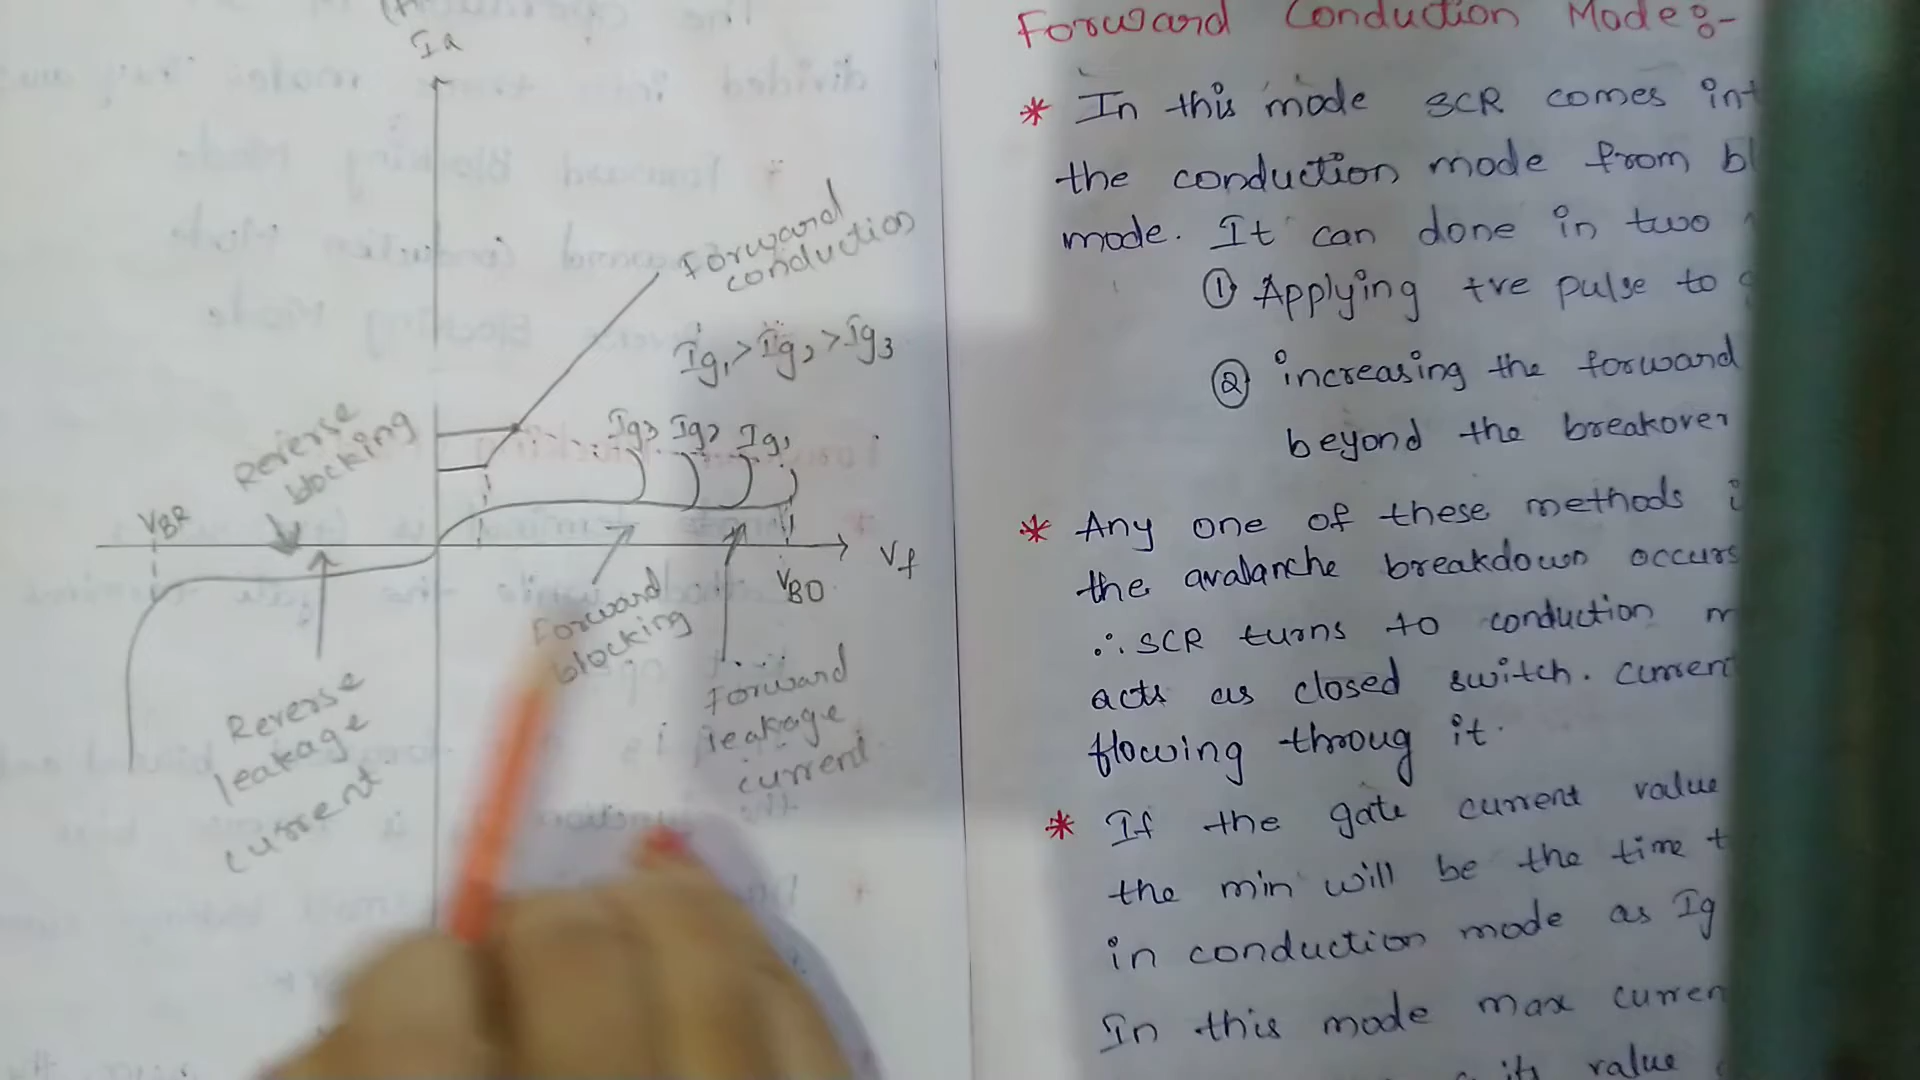 Ia
Forward
conduction
Ig1 > Ig2 > Ig3
Reverse
blocking
Ig3 Ig2 Ig1
VBR
Vf
VBO
Forward
blocking
Forward
leakage
current
Reverse
leakage
current
Forward Conduction Mode:-
* In this mode SCR comes int
the conduction mode from bl
mode. It can done in two
① Applying +ve pulse to
② increasing the forward
beyond the breakover
* Any one of these methods i
the avalanche breakdown occurs
∴ SCR turns to conduction m
acts as closed switch. current
flowing throug it.
* If the gate current value
the min will be the time t
in conduction mode as Ig
In this mode max curren
its value